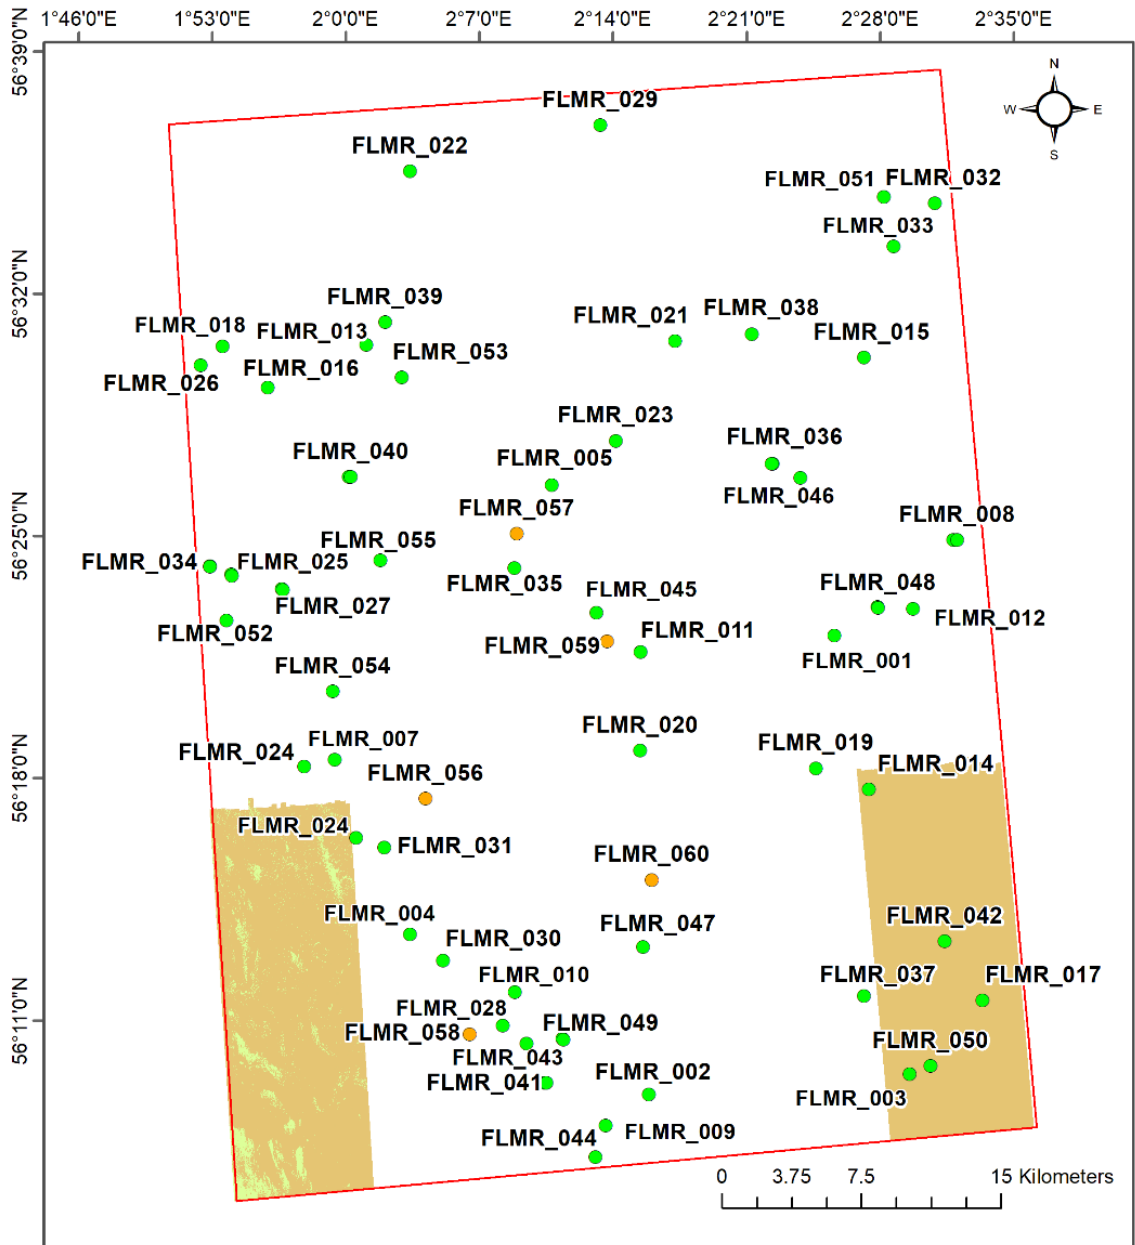 1°46'0"E 1°53'0"E 2°0'0"E 2°7'0"E 2°14'0"E 2°21'0"E 2°28'0"E 2°35'0"E
56°39'0"N
N
W E
S
FLMR_029
FLMR_022
FLMR_051 FLMR_032
FLMR_033
56°32'0"N
FLMR_039
FLMR_018 FLMR_013
FLMR_021 FLMR_038
FLMR_015
FLMR_053
FLMR_016
FLMR_026
FLMR_023
FLMR_036
FLMR_005
FLMR_040
FLMR_046
FLMR_057
FLMR_008
56°25'0"N
FLMR_055
FLMR_034 FLMR_025
FLMR_035
FLMR_048
FLMR_027
FLMR_045
FLMR_012
FLMR_052
FLMR_011
FLMR_059
FLMR_001
FLMR_054
FLMR_020
FLMR_007
FLMR_019
FLMR_024
FLMR_014
56°18'0"N
FLMR_056
FLMR_024
FLMR_031
FLMR_060
FLMR_004
FLMR_042
FLMR_047
FLMR_030
FLMR_010
FLMR_037 FLMR_017
56°11'0"N
FLMR_028
FLMR_049
FLMR_058
FLMR_050
FLMR_043
FLMR_002
FLMR_041
FLMR_003
FLMR_009
FLMR_044
0 3.75 7.5 15 Kilometers